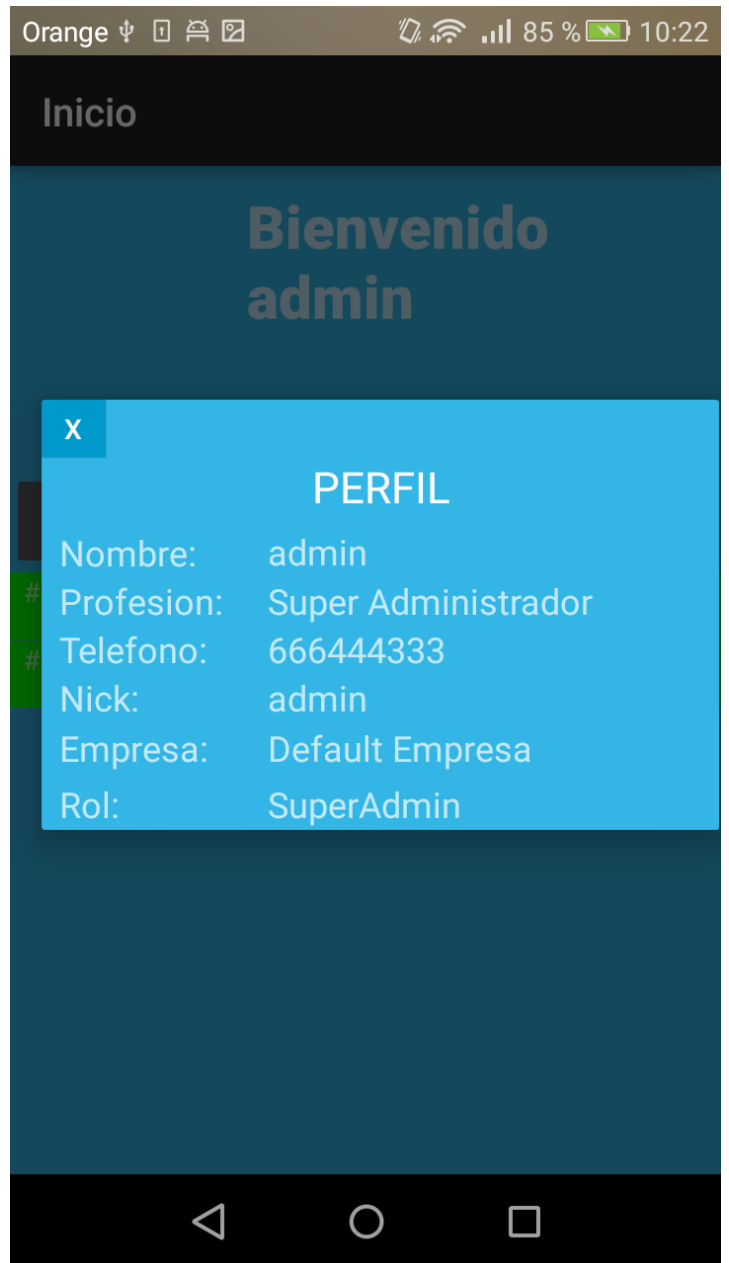 Orange 85 % 10:22
Inicio
Bienvenido
admin
X
PERFIL
Nombre: admin
Profesion: Super Administrador
#
Telefono: 666444333
#
Nick: admin
Empresa: Default Empresa
Rol: SuperAdmin